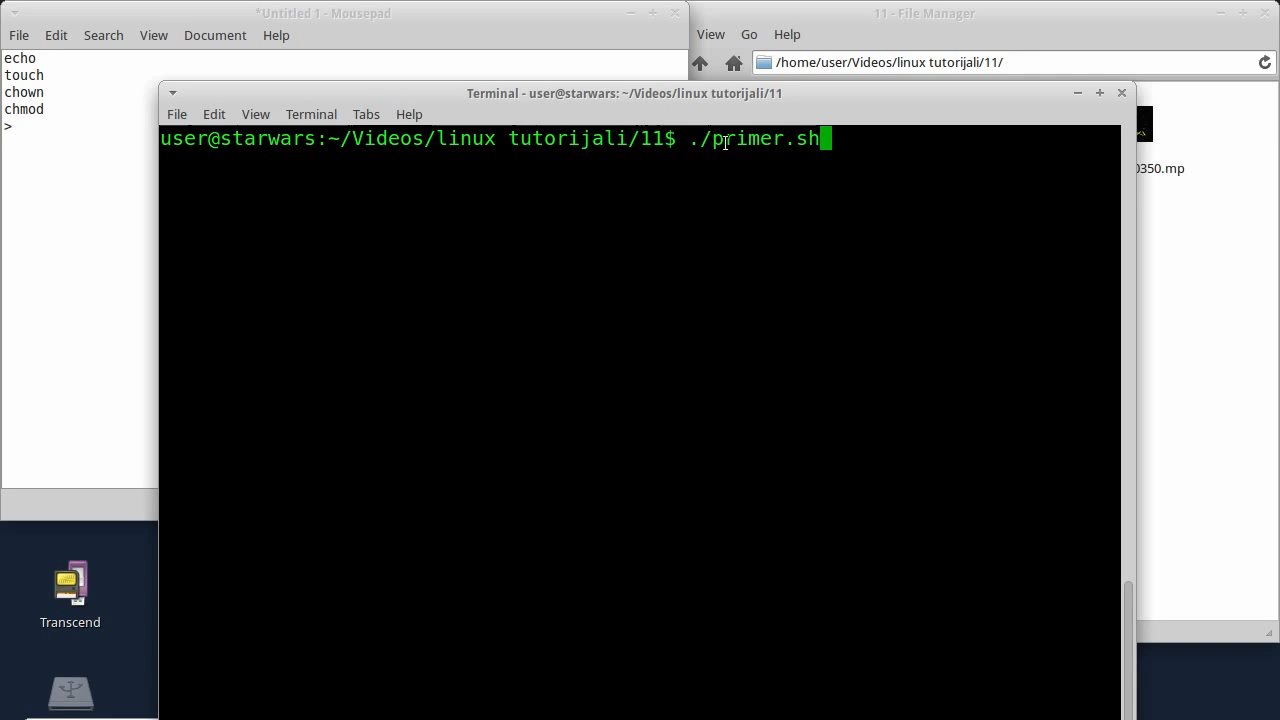 *Untitled 1 - Mousepad
File Edit Search View Document Help
echo
touch
chown
chmod
>
11 - File Manager
View Go Help
/home/user/Videos/linux tutorijali/11/
0350.mp
Terminal - user@starwars: ~/Videos/linux tutorijali/11
File Edit View Terminal Tabs Help
user@starwars:~/Videos/linux tutorijali/11$ ./primer.sh
Transcend